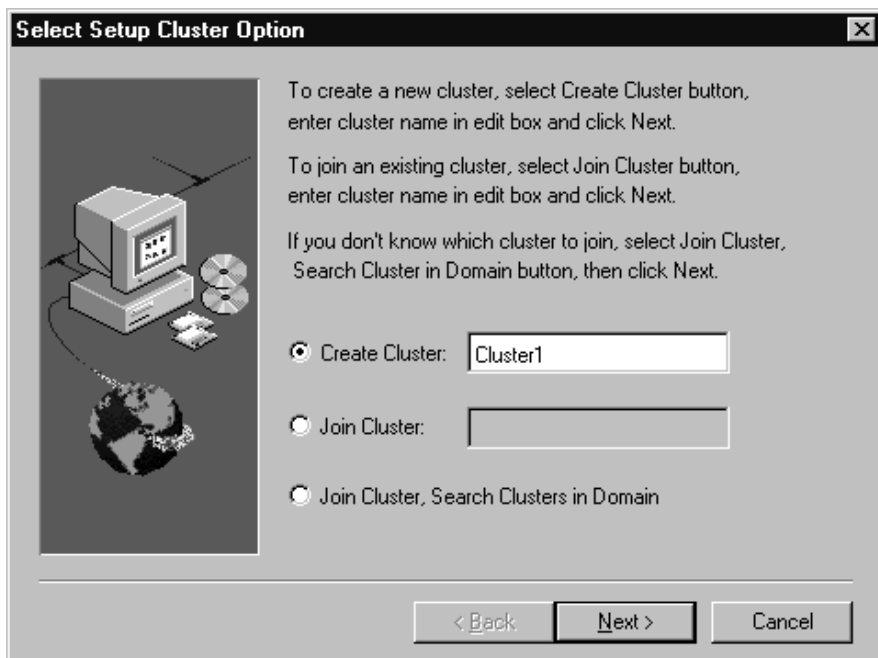 Select Setup Cluster Option
To create a new cluster, select Create Cluster button,
enter cluster name in edit box and click Next.
To join an existing cluster, select Join Cluster button,
enter cluster name in edit box and click Next.
If you don't know which cluster to join, select Join Cluster,
Search Cluster in Domain button, then click Next.
Create Cluster: Cluster1
Join Cluster:
Join Cluster, Search Clusters in Domain
< Back Next > Cancel